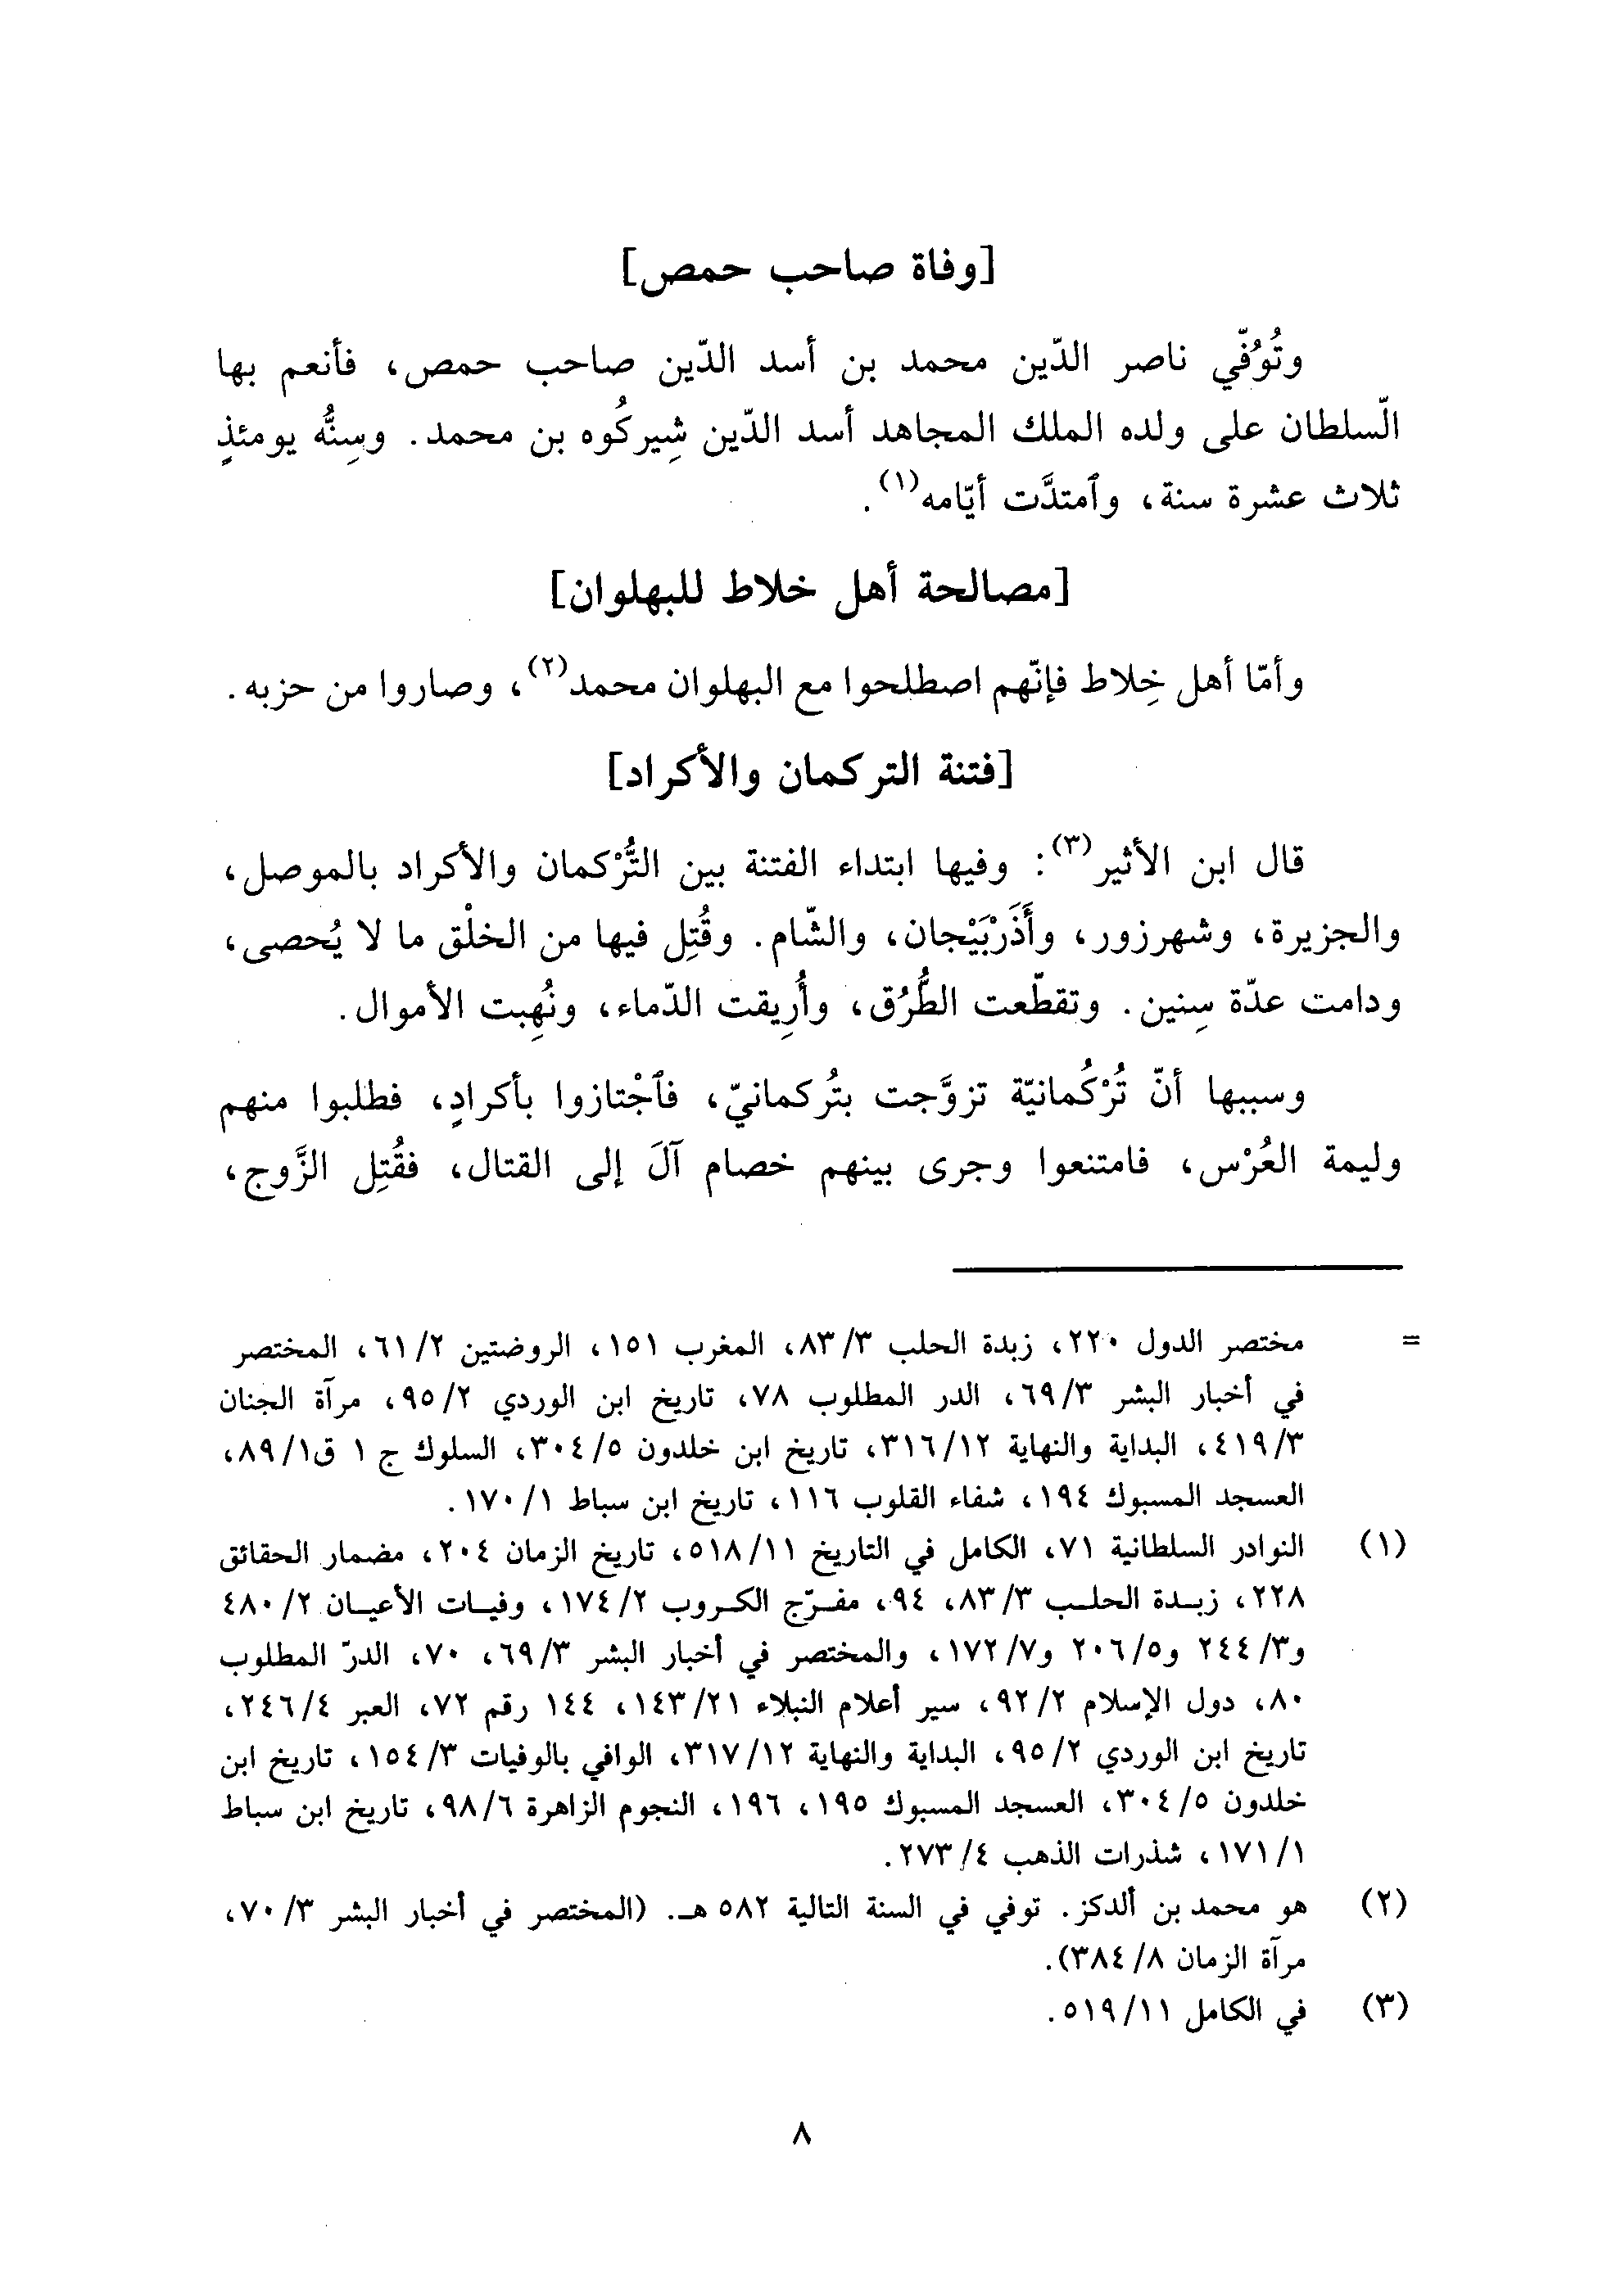 [وفاة صاحب حمص]
وتُوُفّي ناصر الدّين محمد بن أسد الدّين صاحب حمص، فأنعم بها
السّلطان على ولده الملك المجاهد أسد الدّين شِيركُوه بن محمد. وسِنُّه يومئذٍ
ثلاث عشرة سنة، وٱمتدَّت أيّامه(١).
[مصالحة أهل خلاط للبهلوان]
وأمّا أهل خِلاط فإنّهم اصطلحوا مع البهلوان محمد(٢)، وصاروا من حزبه.
[فتنة التركمان والأكراد]
قال ابن الأثير(٣): وفيها ابتداء الفتنة بين التُّرْكمان والأكراد بالموصل،
والجزيرة، وشهرزور، وأَذَرْبَيْجان، والشّام. وقُتِل فيها من الخلْق ما لا يُحصى،
ودامت عدّة سِنين. وتقطّعت الطُّرُق، وأُرِيقت الدّماء، ونُهِبت الأموال.
وسببها أنّ تُرْكُمانيّة تزوَّجت بتُركمانيّ، فٱجْتازوا بأكرادٍ، فطلبوا منهم
وليمة العُرْس، فامتنعوا وجرى بينهم خصام آلَ إلى القتال، فقُتِل الزَّوج،
= مختصر الدول ٢٢٠، زبدة الحلب ٣/ ٨٣، المغرب ١٥١، الروضتين ٢/ ٦١، المختصر
في أخبار البشر ٣/ ٦٩، الدر المطلوب ٧٨، تاريخ ابن الوردي ٢/ ٩٥، مرآة الجنان
٣/ ٤١٩، البداية والنهاية ١٢/ ٣١٦، تاريخ ابن خلدون ٥/ ٣٠٤، السلوك ج ١ ق١/ ٨٩،
العسجد المسبوك ١٩٤، شفاء القلوب ١١٦، تاريخ ابن سباط ١/ ١٧٠.
(١) النوادر السلطانية ٧١، الكامل في التاريخ ١١/ ٥١٨، تاريخ الزمان ٢٠٤، مضمار الحقائق
٢٢٨، زبـدة الحلـب ٣/ ٨٣، ٩٤، مفـرّج الكـروب ٢/ ١٧٤، وفيـات الأعيـان ٢/ ٤٨٠
و٣/ ٢٤٤ و٥/ ٢٠٦ و٧/ ١٧٢، والمختصر في أخبار البشر ٣/ ٦٩، ٧٠، الدرّ المطلوب
٨٠، دول الإسلام ٢/ ٩٢، سير أعلام النبلاء ٢١/ ١٤٣، ١٤٤ رقم ٧٢، العبر ٤/ ٢٤٦،
تاريخ ابن الوردي ٢/ ٩٥، البداية والنهاية ١٢/ ٣١٧، الوافي بالوفيات ٣/ ١٥٤، تاريخ ابن
خلدون ٥/ ٣٠٤، العسجد المسبوك ١٩٥، ١٩٦، النجوم الزاهرة ٦/ ٩٨، تاريخ ابن سباط
١/ ١٧١، شذرات الذهب ٤/ ٢٧٣.
(٢) هو محمد بن ألدكز. توفي في السنة التالية ٥٨٢ هـ. (المختصر في أخبار البشر ٣/ ٧٠،
مرآة الزمان ٨/ ٣٨٤).
(٣) في الكامل ١١/ ٥١٩.
٨